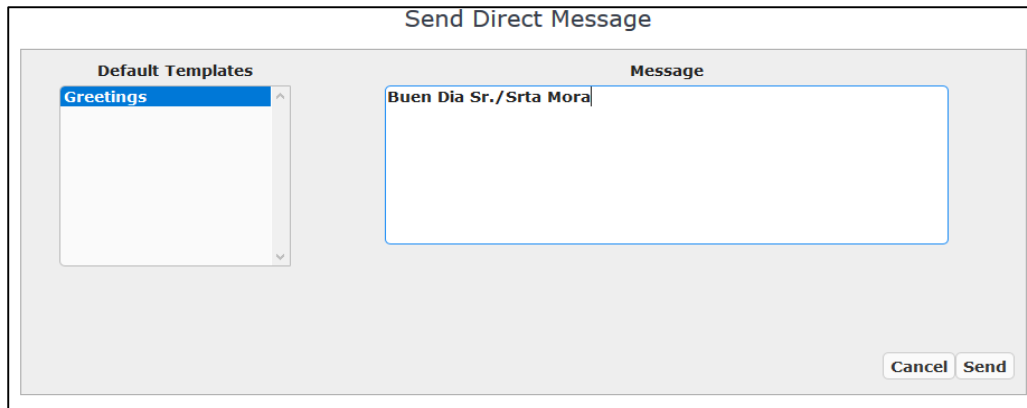 Send Direct Message
Default Templates
Message
Greetings
Buen Dia Sr./Srta Mora
Cancel
Send